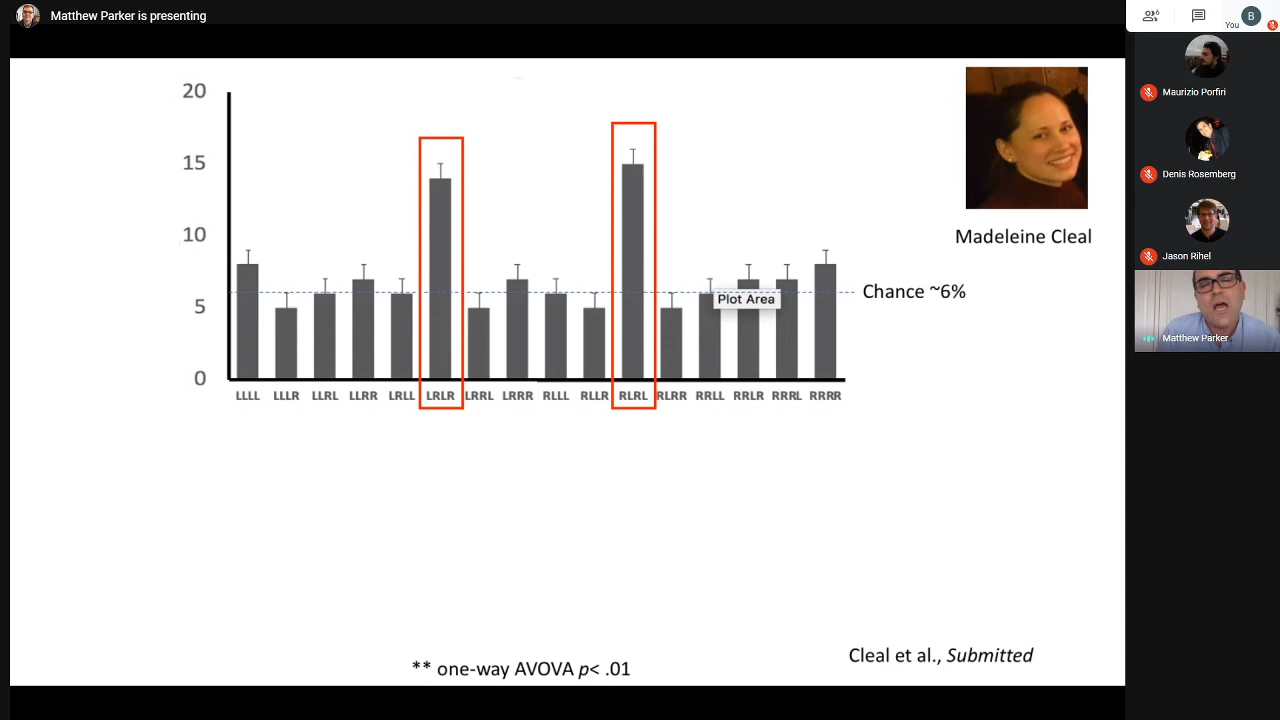 Matthew Parker is presenting
6
B
You
Maurizio Porfiri
Denis Rosemberg
Jason Rihel
Matthew Parker
20
15
10
5
0
Chance ~6%
Plot Area
LLLL LLLR LLRL LLRR LRLL LRLR LRRL LRRR RLLL RLLR RLRL RLRR RRLL RRLR RRRL RRRR
Madeleine Cleal
** one-way AVOVA p< .01
Cleal et al., Submitted